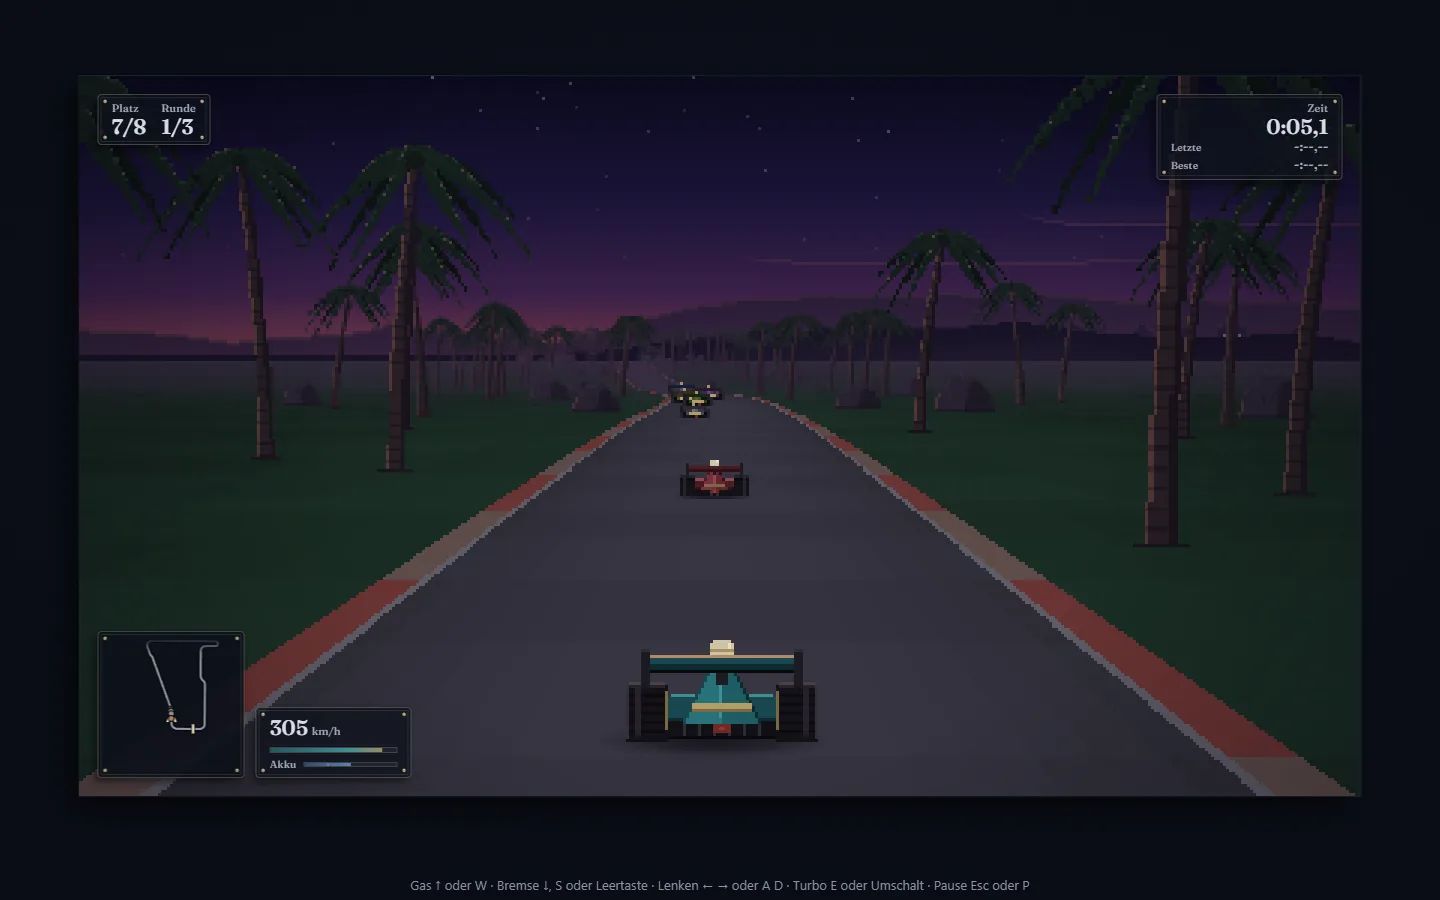 Platz Runde
7/8 1/3
Zeit
0:05,1
Letzte -:--,--
Beste -:--,--
305 km/h
Akku
Gas ↑ oder W · Bremse ↓, S oder Leertaste · Lenken ← → oder A D · Turbo E oder Umschalt · Pause Esc oder P